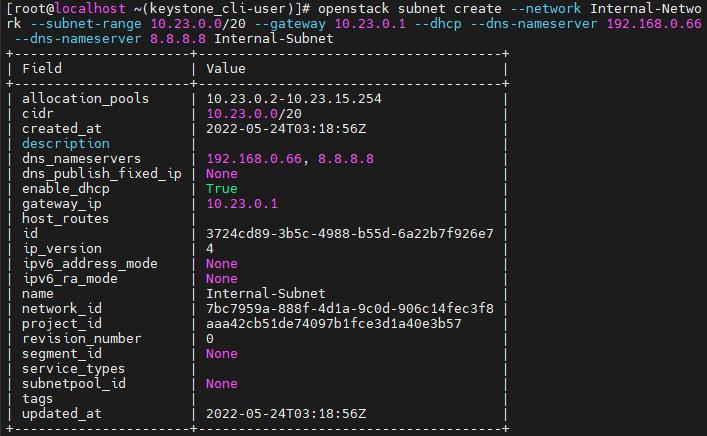 [root@localhost ~(keystone_cli-user)]# openstack subnet create --network Internal-Netwo
rk --subnet-range 10.23.0.0/20 --gateway 10.23.0.1 --dhcp --dns-nameserver 192.168.0.66
 --dns-nameserver 8.8.8.8 Internal-Subnet
+----------------------+--------------------------------------+
| Field                | Value                                |
+----------------------+--------------------------------------+
| allocation_pools     | 10.23.0.2-10.23.15.254               |
| cidr                 | 10.23.0.0/20                         |
| created_at           | 2022-05-24T03:18:56Z                 |
| description          |                                      |
| dns_nameservers      | 192.168.0.66, 8.8.8.8                |
| dns_publish_fixed_ip | None                                 |
| enable_dhcp          | True                                 |
| gateway_ip           | 10.23.0.1                            |
| host_routes          |                                      |
| id                   | 3724cd89-3b5c-4988-b55d-6a22b7f926e7 |
| ip_version           | 4                                    |
| ipv6_address_mode    | None                                 |
| ipv6_ra_mode         | None                                 |
| name                 | Internal-Subnet                      |
| network_id           | 7bc7959a-888f-4d1a-9c0d-906c14fec3f8 |
| project_id           | aaa42cb51de74097b1fce3d1a40e3b57     |
| revision_number      | 0                                    |
| segment_id           | None                                 |
| service_types        |                                      |
| subnetpool_id        | None                                 |
| tags                 |                                      |
| updated_at           | 2022-05-24T03:18:56Z                 |
+----------------------+--------------------------------------+